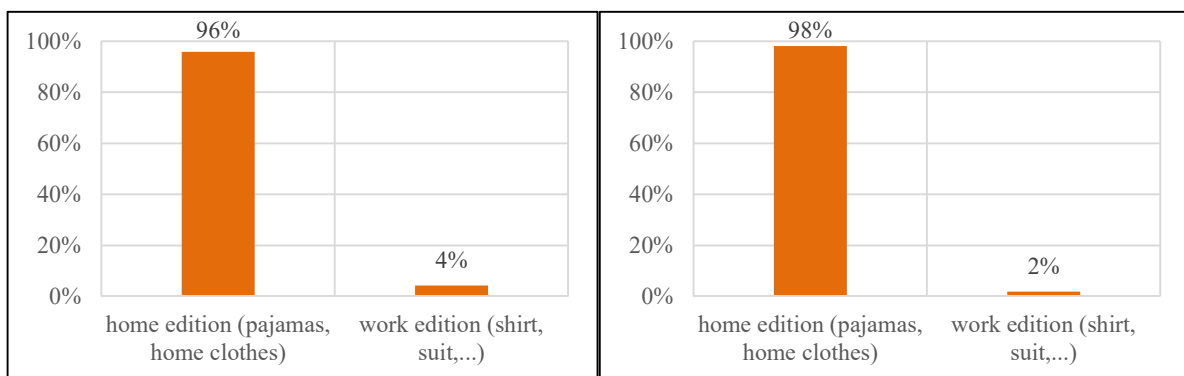 96%
100%
80%
60%
40%
20%
0%
4%
home edition (pajamas,
home clothes)
work edition (shirt,
suit,...)
98%
100%
80%
60%
40%
20%
0%
2%
home edition (pajamas,
home clothes)
work edition (shirt,
suit,...)